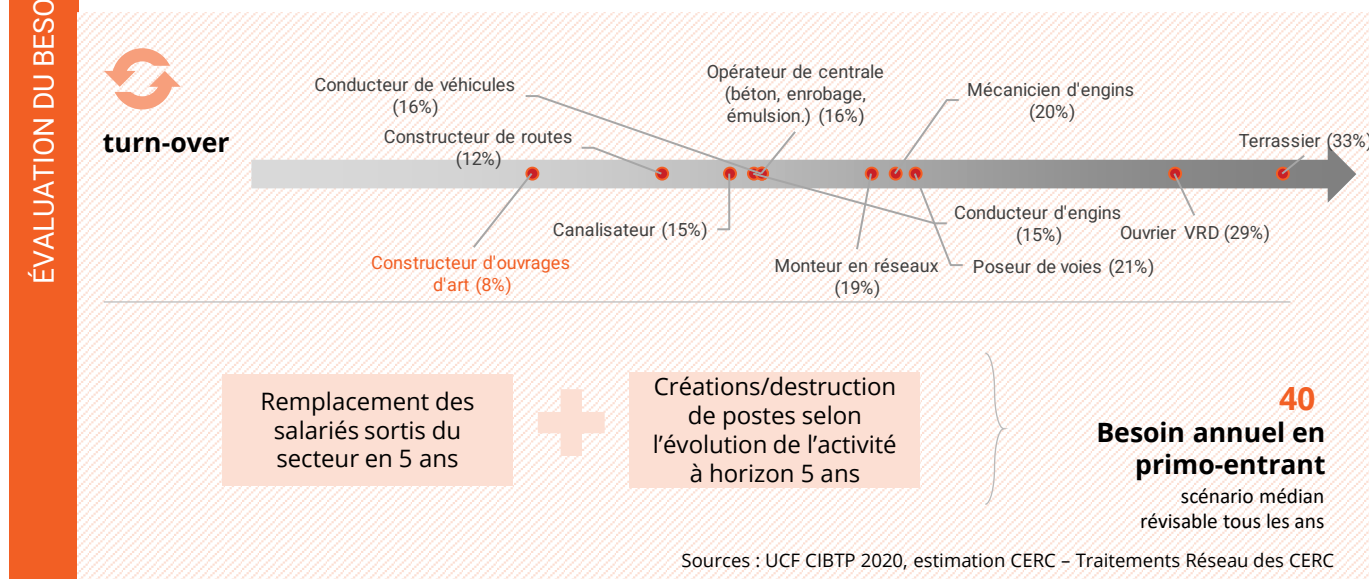 ÉVALUATION DU BESO
turn-over
Conducteur de véhicules
(16%)
Constructeur de routes
(12%)
Opérateur de centrale
(béton, enrobage,
émulsion.) (16%)
Mécanicien d'engins
(20%)
Terrassier (33%)
Constructeur d'ouvrages
d'art (8%)
Canalisateur (15%)
Monteur en réseaux
(19%)
Conducteur d'engins
(15%)
Poseur de voies (21%)
Ouvrier VRD (29%)
Remplacement des
salariés sortis du
secteur en 5 ans
Créations/destruction
de postes selon
l'évolution de l'activité
à horizon 5 ans
40
Besoin annuel en
primo-entrant
scénario médian
révisable tous les ans
Sources : UCF CIBTP 2020, estimation CERC – Traitements Réseau des CERC